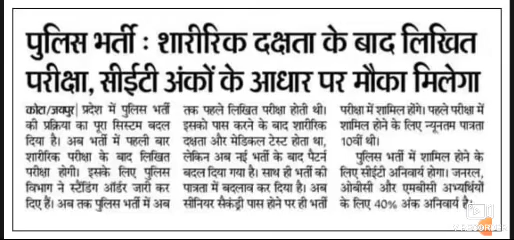 पुलिस भर्ती : शारीरिक दक्षता के बाद लिखित
परीक्षा, सीईटी अंकों के आधार पर मौका मिलेगा
कोटा/जयपुर | प्रदेश में पुलिस भर्ती
की प्रक्रिया का पूरा सिस्टम बदल
दिया है। अब भर्ती में पहली बार
शारीरिक परीक्षा के बाद लिखित
परीक्षा होगी। इसके लिए पुलिस
विभाग ने स्टैंडिंग ऑर्डर जारी कर
दिए हैं। अब तक पुलिस भर्ती में अब
तक पहले लिखित परीक्षा होती थी।
इसको पास करने के बाद शारीरिक
दक्षता और मेडिकल टेस्ट होता था,
लेकिन अब नई भर्ती के बाद पैटर्न
बदल दिया गया है। साथ ही भर्ती की
पात्रता में बदलाव कर दिया है। अब
सीनियर सैकंड्री पास होने पर ही भर्ती
परीक्षा में शामिल होंगे। पहले परीक्षा में
शामिल होने के लिए न्यूनतम पात्रता
10वीं थी।
पुलिस भर्ती में शामिल होने के
लिए सीईटी अनिवार्य होगा। जनरल,
ओबीसी और एमबीसी अभ्यर्थियों
के लिए 40% अंक अनिवार्य है।